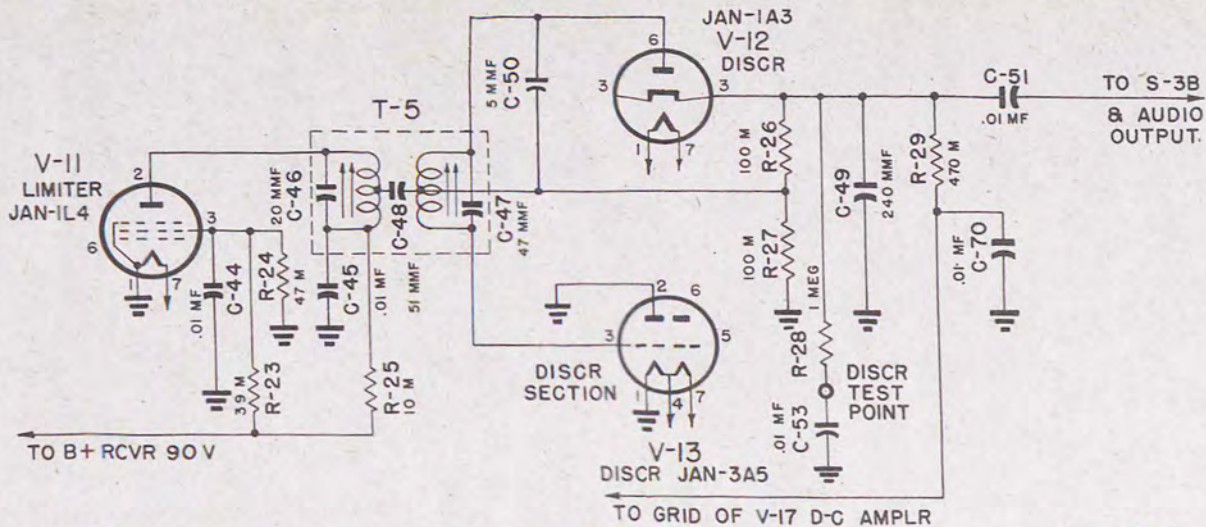 JAN-1A3
V-12
DISCR
6
3
3
1
7
5 MMF
C-50
C-51
.01 MF
TO S-3B
& AUDIO
OUTPUT.
T-5
V-11
LIMITER
JAN-1L4
2
3
6
1
7
20 MMF
C-46
C-48
51 MMF
C-47
47 MMF
C-45
.01 MF
.01 MF
C-44
R-24
47 M
39 M
R-23
R-25
10 M
TO B+ RCVR 90 V
100 M
R-26
100 M
R-27
C-49
240 MMF
R-29
470 M
.01 MF
C-70
1 MEG
R-28
DISCR
TEST
POINT
.01 MF
C-53
2
6
3
5
1
4
7
DISCR
SECTION
V-13
DISCR JAN-3A5
TO GRID OF V-17 D-C AMPLR